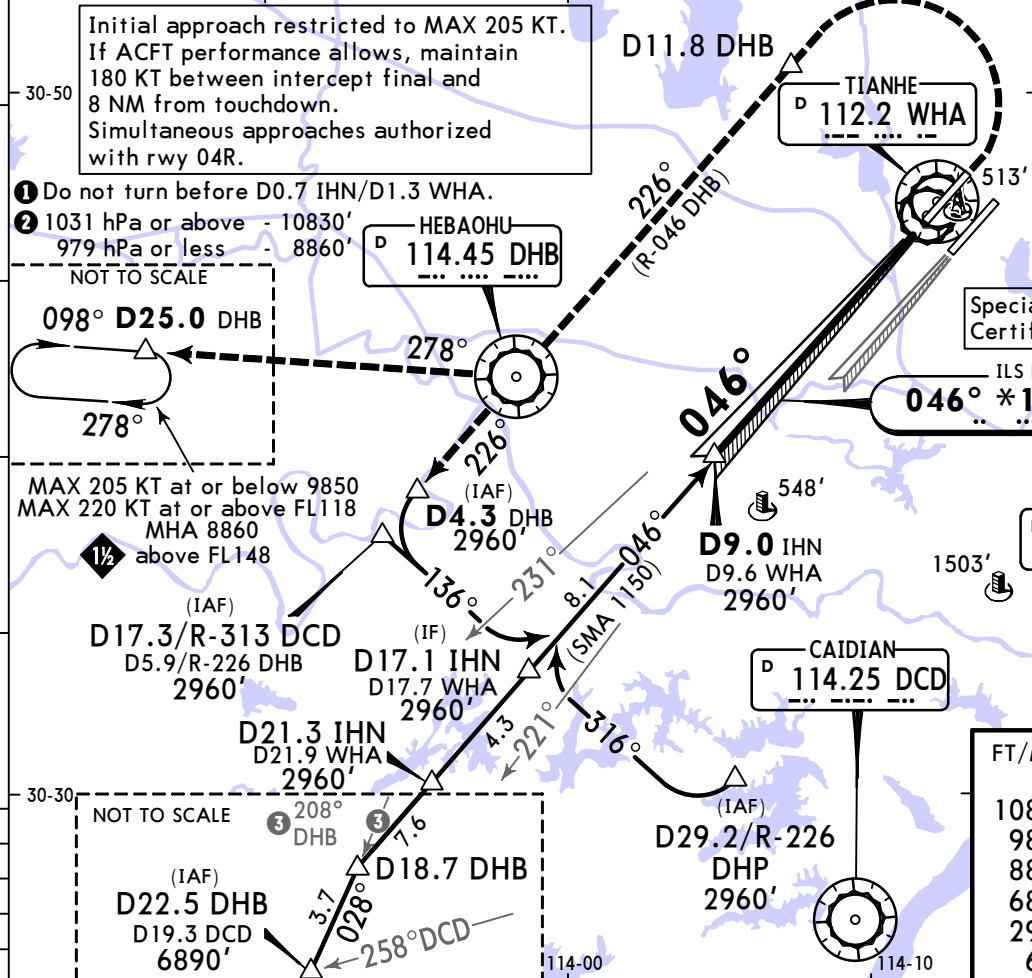 Initial approach restricted to MAX 205 KT.
If ACFT performance allows, maintain
180 KT between intercept final and
8 NM from touchdown.
Simultaneous approaches authorized
with rwy 04R.
30-50
1 Do not turn before D0.7 IHN/D1.3 WHA.
2 1031 hPa or above - 10830'
979 hPa or less - 8860'
D11.8 DHB
TIANHE
D 112.2 WHA
513'
226°
(R-046 DHB)
HEBAOHU
D 114.45 DHB
NOT TO SCALE
098° D25.0 DHB
278°
278°
Specia
Certif
ILS
046° *1
046°
MAX 205 KT at or below 9850
MAX 220 KT at or above FL118
MHA 8860
1½ above FL148
226°
(IAF)
D4.3 DHB
2960'
548'
136°
231°
046°
8.1
(SMA 1150)
D9.0 IHN
D9.6 WHA
2960'
1503'
(IAF)
D17.3/R-313 DCD
D5.9/R-226 DHB
2960'
(IF)
D17.1 IHN
D17.7 WHA
2960'
CAIDIAN
D 114.25 DCD
D21.3 IHN
D21.9 WHA
2960'
4.3
221°
316°
30-30
NOT TO SCALE
3 208°
DHB
3
7.6
D18.7 DHB
(IAF)
D29.2/R-226
DHP
2960'
(IAF)
D22.5 DHB
D19.3 DCD
6890'
3.7
028°
258° DCD
114-00
114-10
FT/
108
98
88
68
29